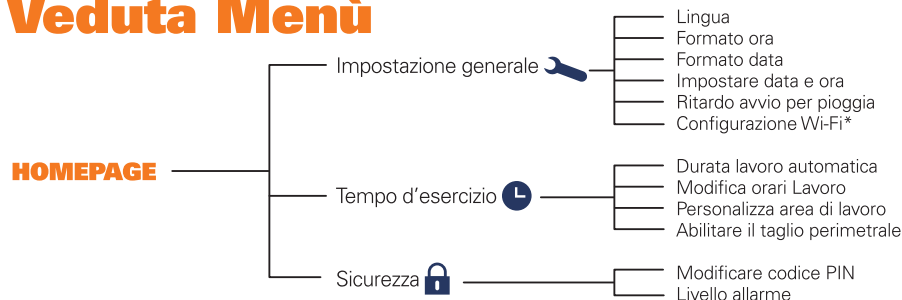 Veduta Menù
HOMEPAGE
Impostazione generale
Lingua
Formato ora
Formato data
Impostare data e ora
Ritardo avvio per pioggia
Configurazione Wi-Fi*
Tempo d’esercizio
Durata lavoro automatica
Modifica orari Lavoro
Personalizza area di lavoro
Abilitare il taglio perimetrale
Sicurezza
Modificare codice PIN
Livello allarme